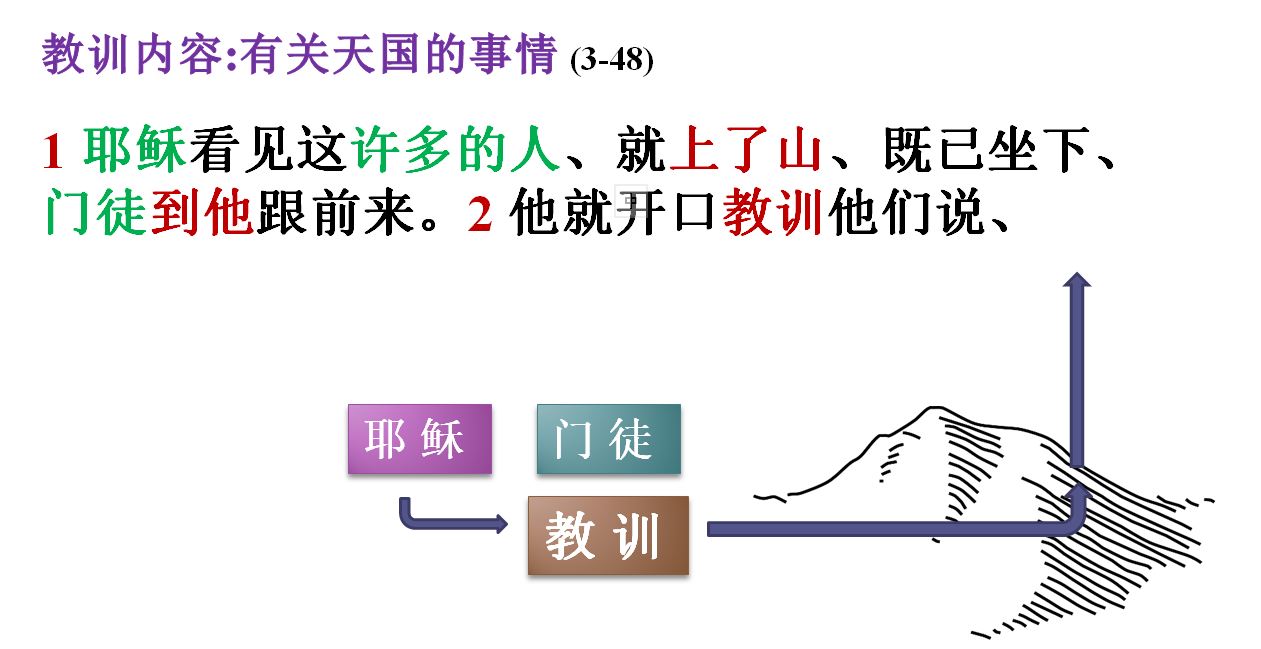 教训内容:有关天国的事情 (3-48)
1 耶稣看见这许多的人、就上了山、既已坐下、
门徒到他跟前来。2 他就开口教训他们说、
耶稣
门徒
教训